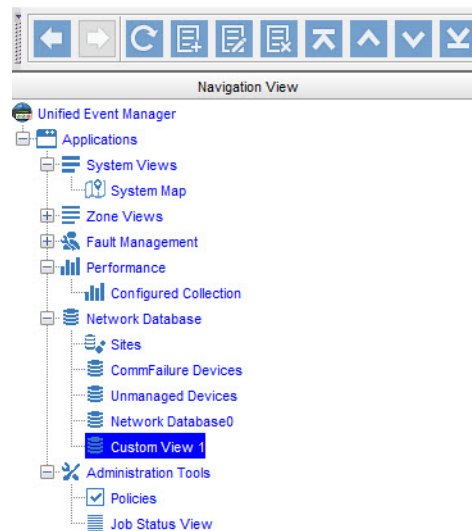 Navigation View
Unified Event Manager
Applications
System Views
System Map
Zone Views
Fault Management
Performance
Configured Collection
Network Database
Sites
CommFailure Devices
Unmanaged Devices
Network Database0
Custom View 1
Administration Tools
Policies
Job Status View